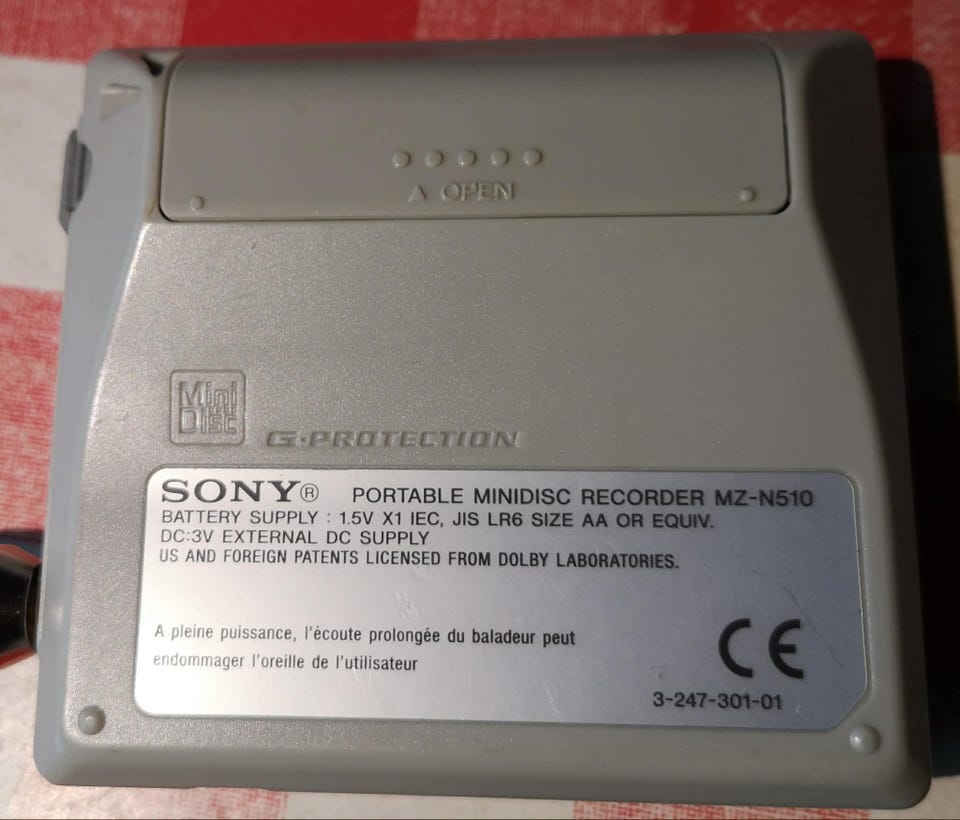 ▲ OPEN
Mini
Disc
G-PROTECTION
SONY® PORTABLE MINIDISC RECORDER MZ-N510
BATTERY SUPPLY : 1.5V X1 IEC, JIS LR6 SIZE AA OR EQUIV.
DC:3V EXTERNAL DC SUPPLY
US AND FOREIGN PATENTS LICENSED FROM DOLBY LABORATORIES.
A pleine puissance, l'écoute prolongée du baladeur peut
endommager l'oreille de l'utilisateur
CE
3-247-301-01